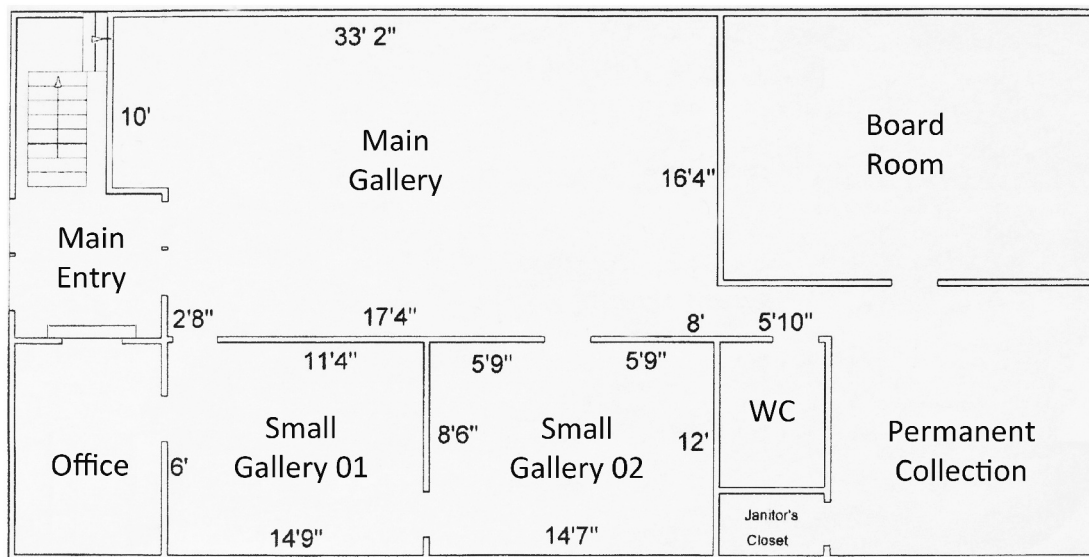 33' 2"
10'
Main
Gallery
Board
Room
16'4"
Main
Entry
2'8"
17'4"
8'
5'10"
11'4"
5'9"
5'9"
Small
Gallery 01
8'6"
Small
Gallery 02
12'
WC
Permanent
Collection
Office
6'
14'9"
14'7"
Janitor's
Closet